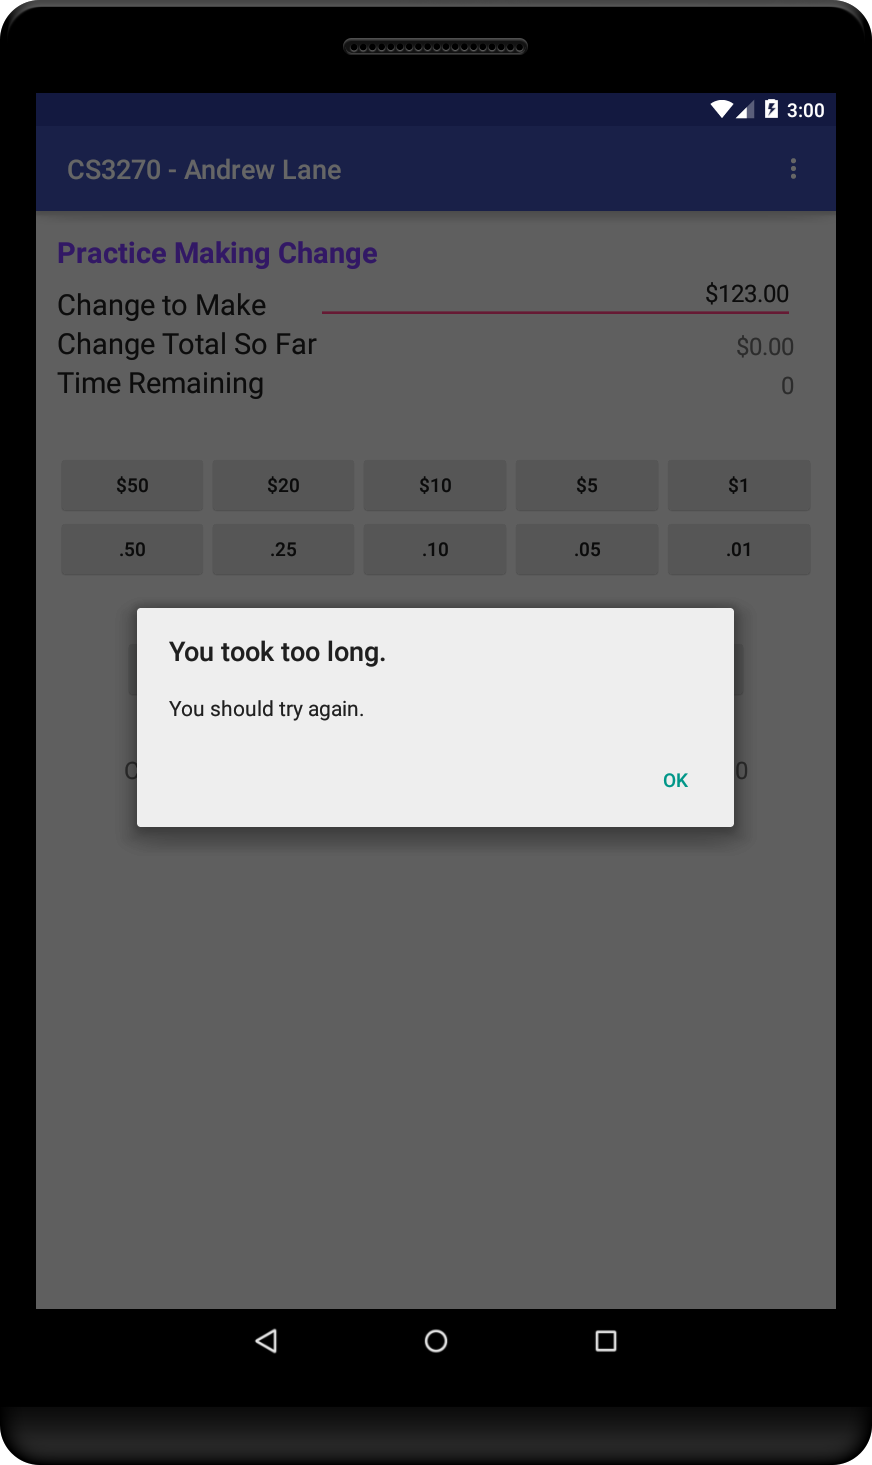 3:00
CS3270 - Andrew Lane
Practice Making Change
Change to Make $123.00
Change Total So Far $0.00
Time Remaining 0
$50 $20 $10 $5 $1
.50 .25 .10 .05 .01
You took too long.
You should try again.
OK